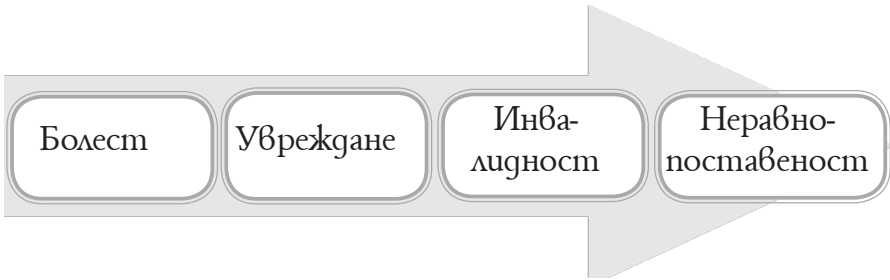 Болест
Увреждане
Инва-
лидност
Неравно-
поставеност